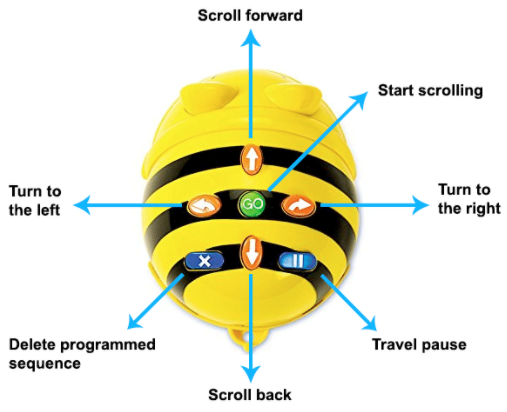 Scroll forward
Start scrolling
Turn to
the left
GO
Turn to
the right
Delete programmed
sequence
Travel pause
Scroll back